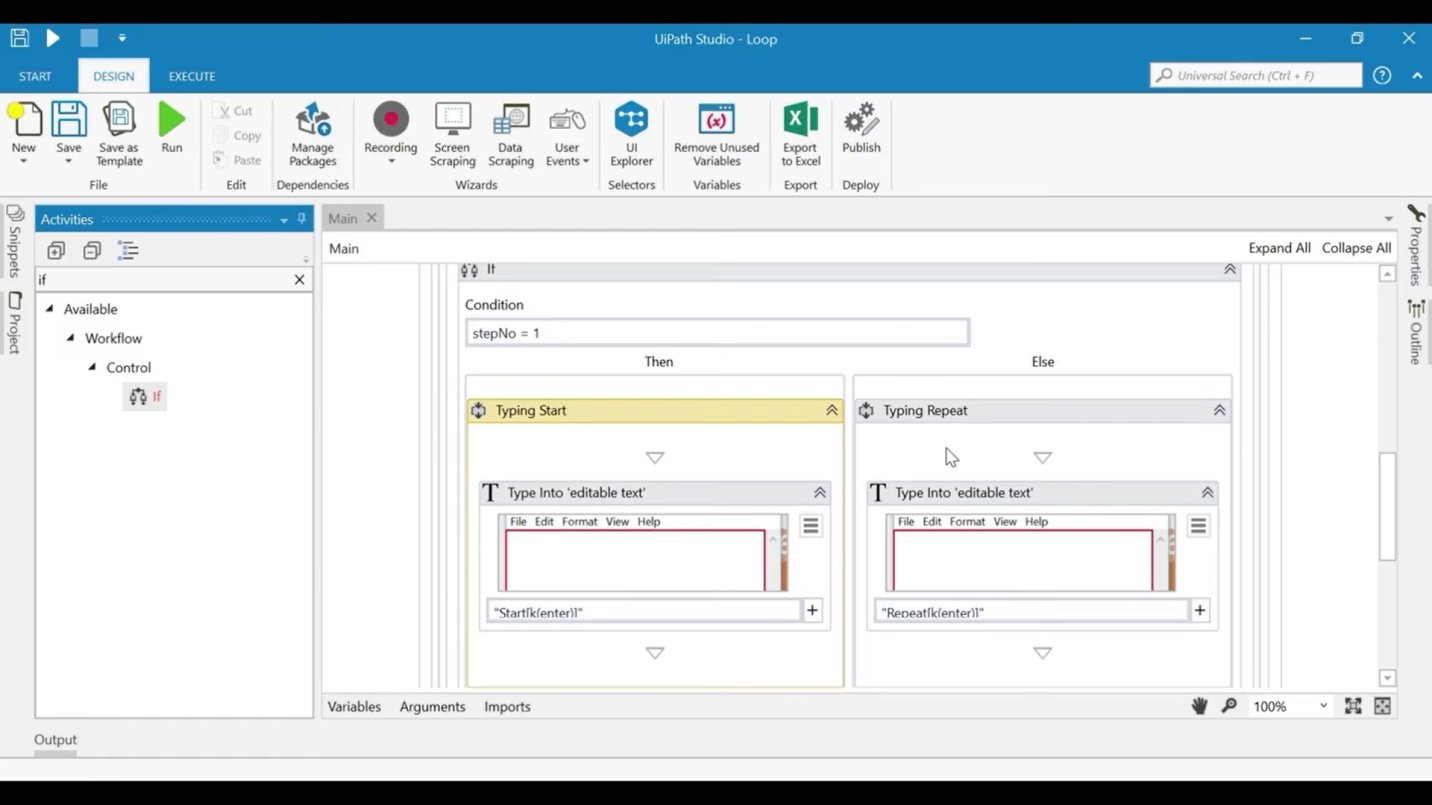 UiPath Studio - Loop
START DESIGN EXECUTE
Universal Search (Ctrl + F)
New
Save
Save as Template
Run
Cut
Copy
Paste
Manage Packages
Recording
Screen Scraping
Data Scraping
User Events
UI Explorer
Remove Unused Variables
Export to Excel
Publish
File
Edit
Dependencies
Wizards
Selectors
Variables
Export
Deploy
Snippets
Project
Activities
if
Available
Workflow
Control
If
Main
Main
Expand All Collapse All
If
Condition
stepNo = 1
Then
Else
Typing Start
Type Into 'editable text'
File Edit Format View Help
"Start[k(enter)]"
Typing Repeat
Type Into 'editable text'
File Edit Format View Help
"Repeat[k(enter)]"
Properties
Outline
Variables Arguments Imports
100%
Output